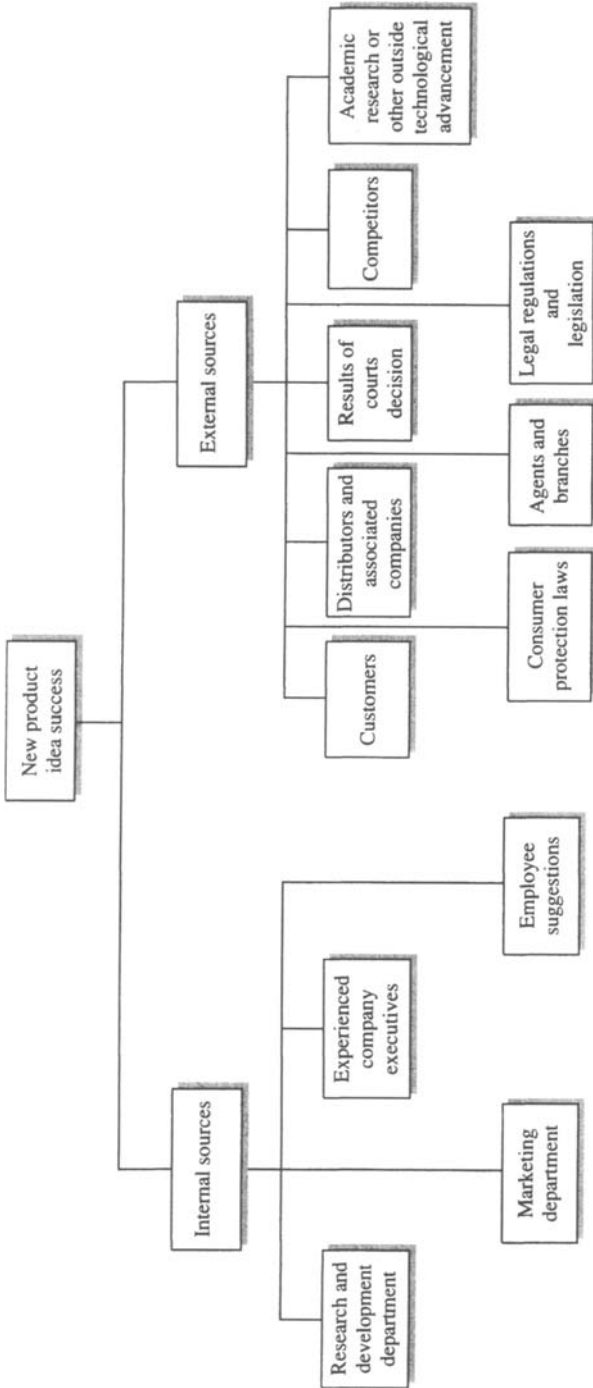 New product
idea success
Internal sources
External sources
Research and
development
department
Experienced
company
executives
Marketing
department
Employee
suggestions
Customers
Distributors and
associated
companies
Results of
courts
decision
Competitors
Academic
research or
other outside
technological
advancement
Consumer
protection laws
Agents and
branches
Legal regulations
and
legislation